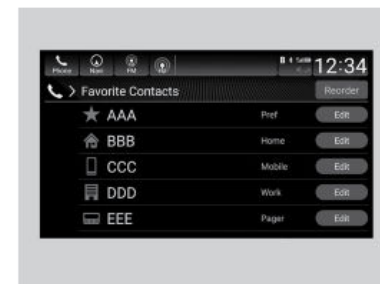 Phone Navi FM 12:34
Favorite Contacts Reorder
AAA Pref Edit
BBB Home Edit
CCC Mobile Edit
DDD Work Edit
EEE Pager Edit